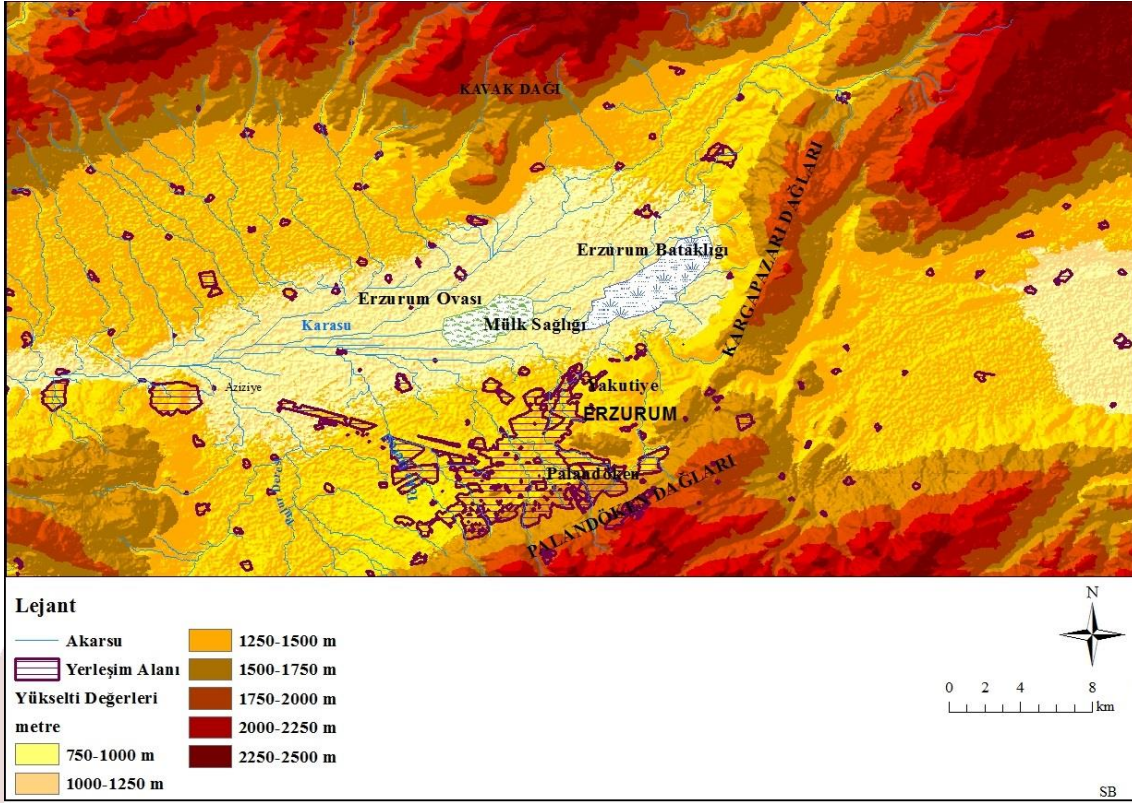 KAVAK DAĞI
KARGAPAZARI DAĞLARI
Erzurum Bataklığı
Erzurum Ovası
Mülk Sağlığı
Karasu
Aziziye
Yakutiye
ERZURUM
Palandöken
PALANDÖKEN DAĞLARI
Deresi
Lejant
Akarsu
Yerleşim Alanı
Yükselti Değerleri
metre
750-1000 m
1000-1250 m
1250-1500 m
1500-1750 m
1750-2000 m
2000-2250 m
2250-2500 m
N
0 2 4 8
km
SB